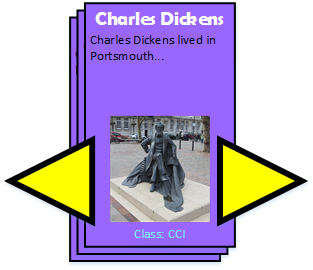 Charles Dickens
Charles Dickens lived in
Portsmouth...
Class: CCI